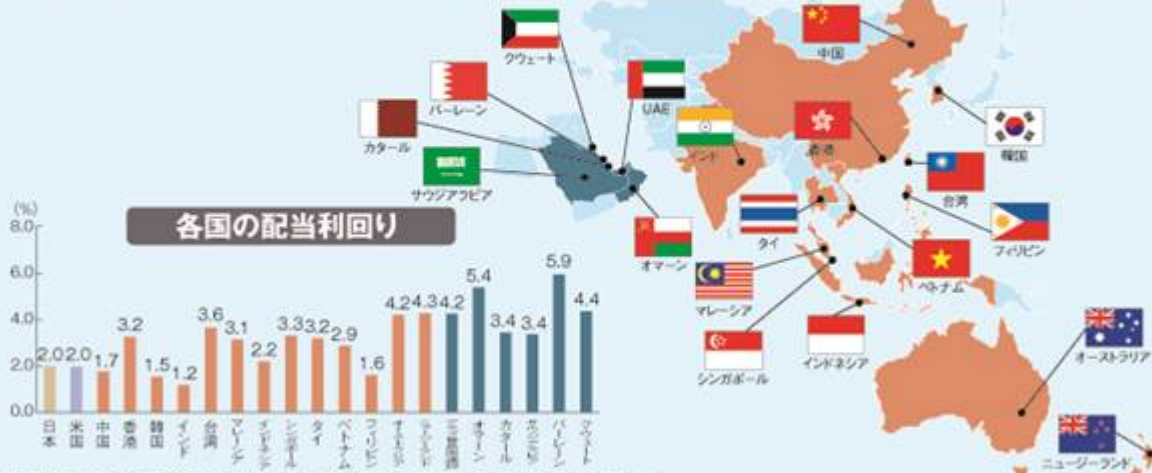 クウェート
中国
バーレーン
UAE
カタール
インド
香港
韓国
サウジアラビア
台湾
タイ
オマーン
フィリピン
ベトナム
マレーシア
シンガポール
インドネシア
オーストラリア
ニュージーランド
各国の配当利回り
(%)
8.0
6.0
4.0
2.0
0.0
2.0
2.0
1.7
3.2
1.5
1.2
3.6
3.1
2.2
3.3
3.2
2.9
1.6
4.2
4.3
4.2
5.4
3.4
3.4
5.9
4.4
日本
米国
中国
香港
韓国
インド
台湾
マレーシア
インドネシア
シンガポール
タイ
ベトナム
フィリピン
オマーン
カタール
バーレーン
クウェート